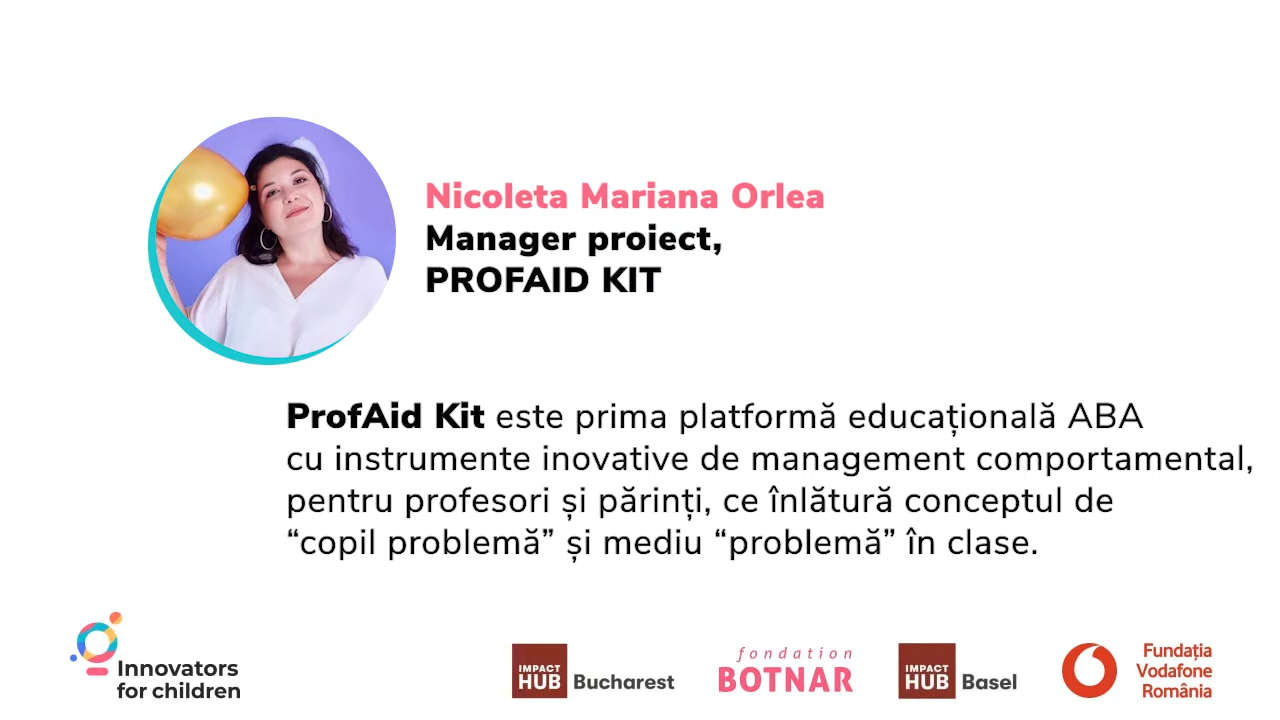 Nicoleta Mariana Orlea
Manager proiect,
PROFAID KIT
ProfAid Kit este prima platformă educațională ABA
cu instrumente inovative de management comportamental,
pentru profesori și părinți, ce înlătură conceptul de
“copil problemă” și mediu “problemă” în clase.
Innovators
for children
IMPACT
HUB Bucharest
fondation
BOTNAR
IMPACT
HUB Basel
Fundația
Vodafone
România